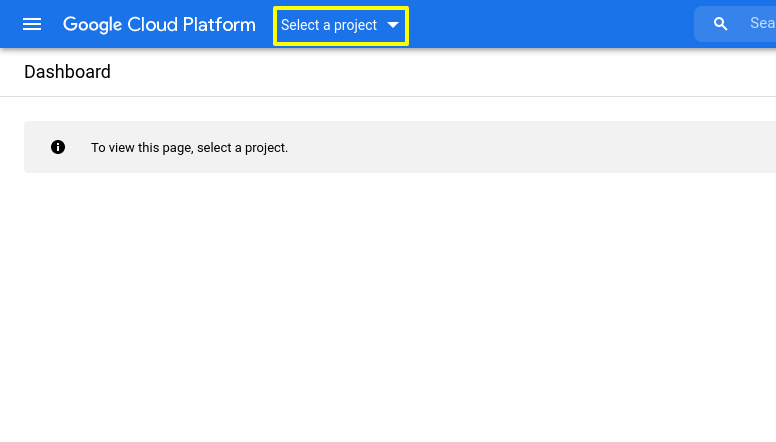 Google Cloud Platform Select a project Sea
Dashboard
To view this page, select a project.